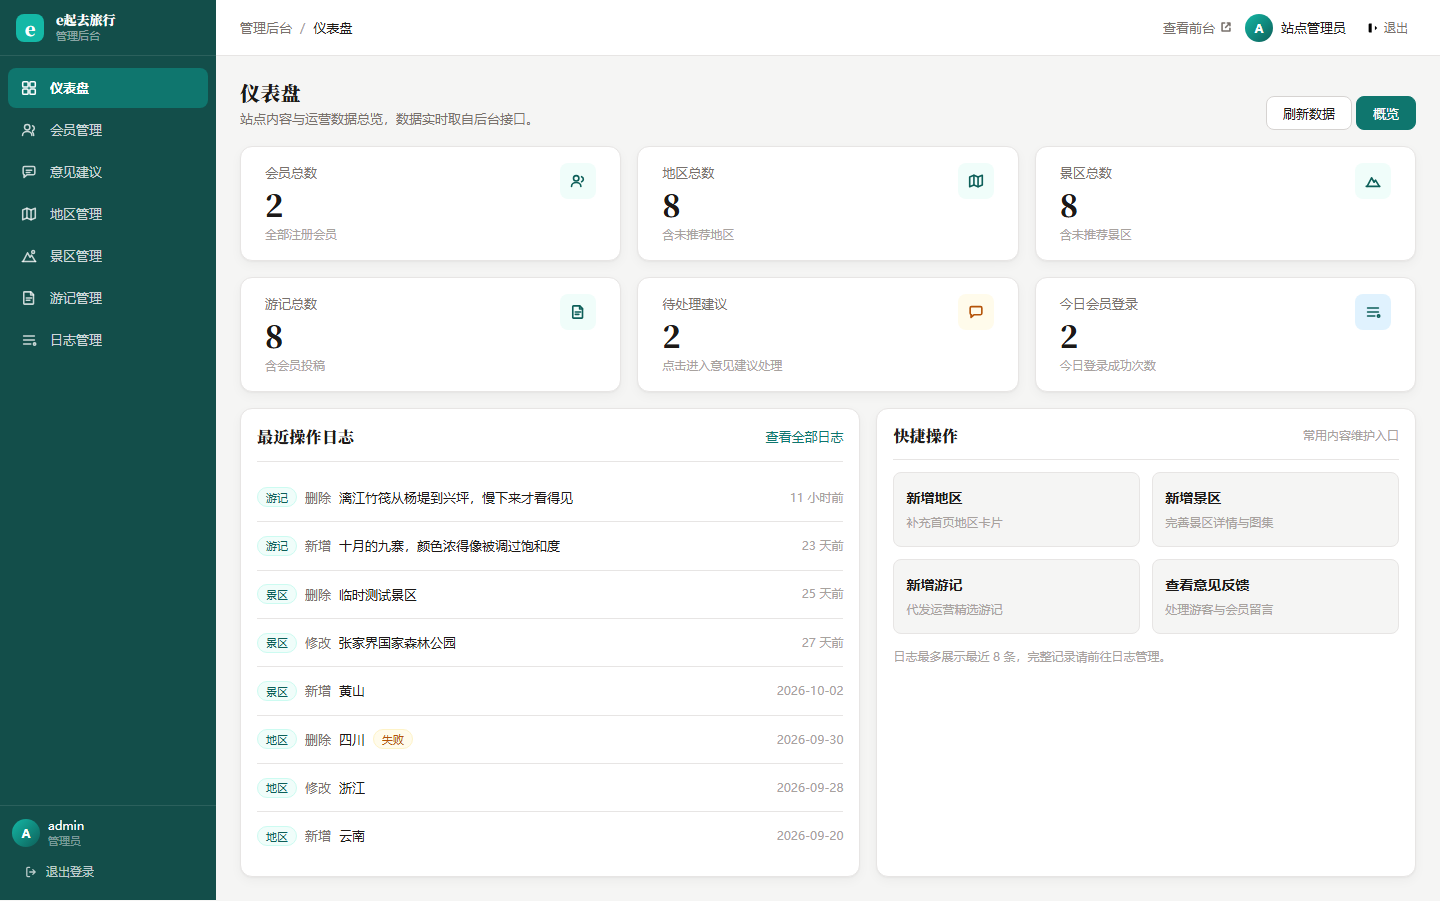 e起去旅行
管理后台
仪表盘
会员管理
意见建议
地区管理
景区管理
游记管理
日志管理
A admin
管理员
退出登录
管理后台 / 仪表盘
查看前台 A 站点管理员 退出
仪表盘
站点内容与运营数据总览，数据实时取自后台接口。
刷新数据 概览
会员总数
2
全部注册会员
地区总数
8
含未推荐地区
景区总数
8
含未推荐景区
游记总数
8
含会员投稿
待处理建议
2
点击进入意见建议处理
今日会员登录
2
今日登录成功次数
最近操作日志 查看全部日志
游记 删除 漓江竹筏从杨堤到兴坪，慢下来才看得见 11 小时前
游记 新增 十月的九寨，颜色浓得像被调过饱和度 23 天前
景区 删除 临时测试景区 25 天前
景区 修改 张家界国家森林公园 27 天前
景区 新增 黄山 2026-10-02
地区 删除 四川 失败 2026-09-30
地区 修改 浙江 2026-09-28
地区 新增 云南 2026-09-20
快捷操作 常用内容维护入口
新增地区
补充首页地区卡片
新增景区
完善景区详情与图集
新增游记
代发运营精选游记
查看意见反馈
处理游客与会员留言
日志最多展示最近 8 条，完整记录请前往日志管理。